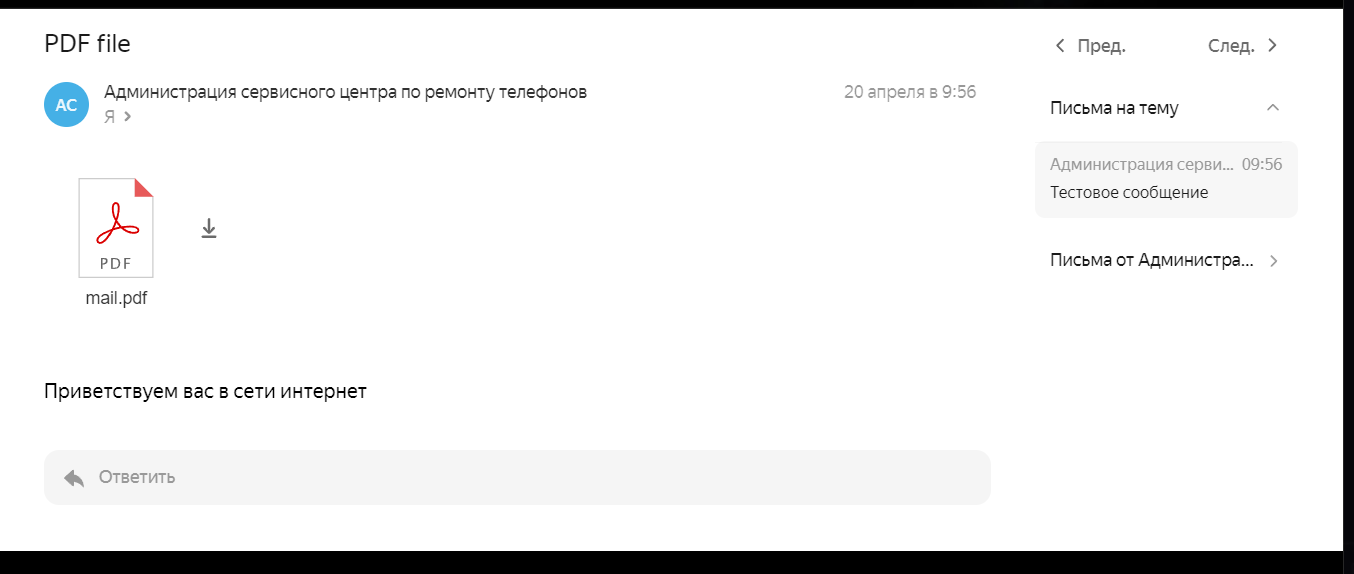 PDF file
АС
Администрация сервисного центра по ремонту телефонов
20 апреля в 9:56
Я
PDF
mail.pdf
Приветствуем вас в сети интернет
Ответить
Пред.
След.
Письма на тему
Администрация серви... 09:56
Тестовое сообщение
Письма от Администра...